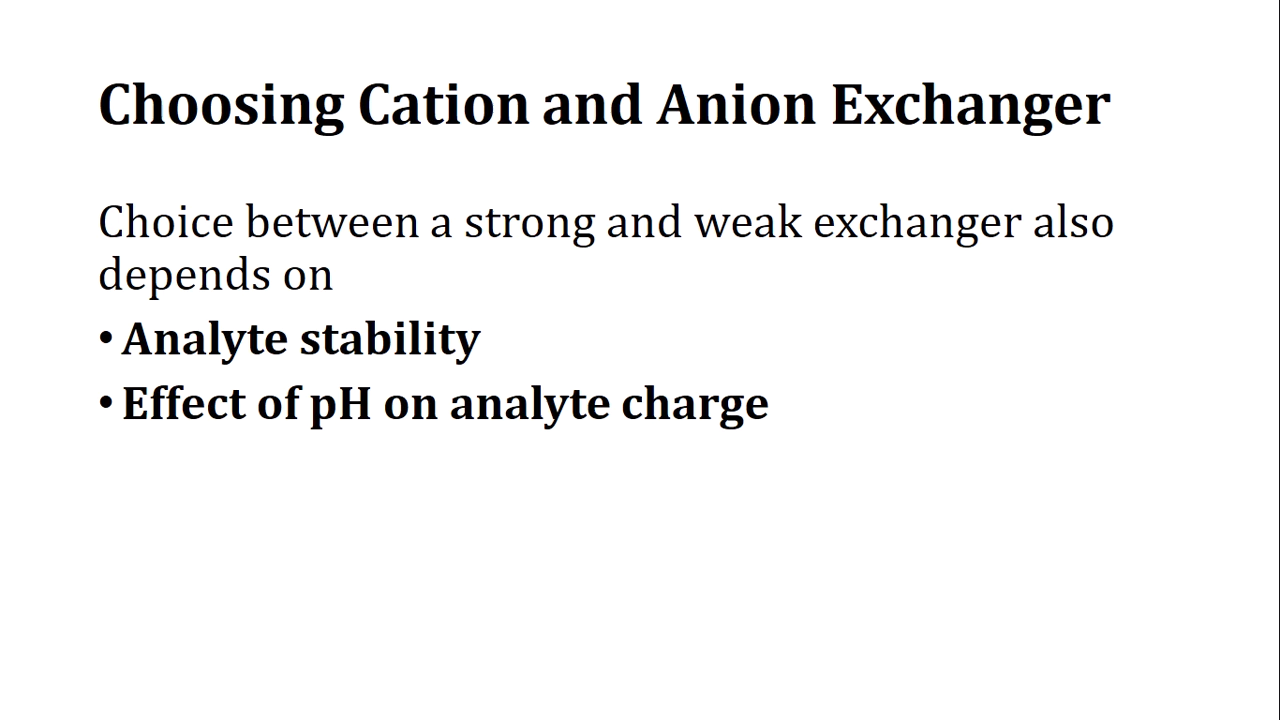 Choosing Cation and Anion Exchanger
Choice between a strong and weak exchanger also
depends on
• Analyte stability
• Effect of pH on analyte charge